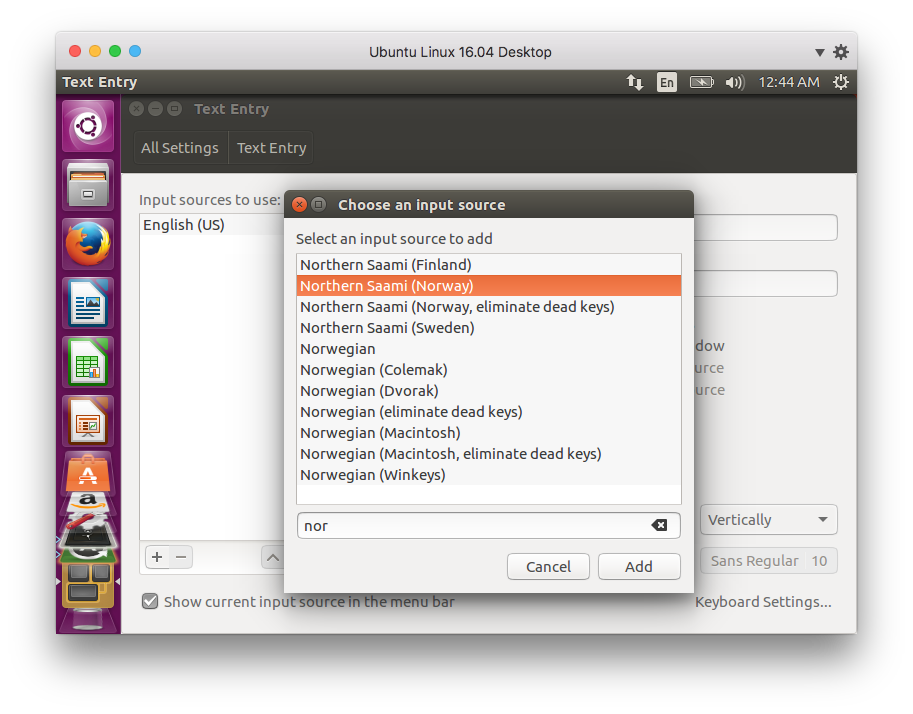 Ubuntu Linux 16.04 Desktop
Text Entry
En
12:44 AM
Text Entry
All Settings
Text Entry
Input sources to use:
English (US)
Choose an input source
Select an input source to add
Northern Saami (Finland)
Northern Saami (Norway)
Northern Saami (Norway, eliminate dead keys)
Northern Saami (Sweden)
Norwegian
Norwegian (Colemak)
Norwegian (Dvorak)
Norwegian (eliminate dead keys)
Norwegian (Macintosh)
Norwegian (Macintosh, eliminate dead keys)
Norwegian (Winkeys)
nor
Cancel
Add
dow
urce
urce
Vertically
Sans Regular 10
Show current input source in the menu bar
Keyboard Settings...